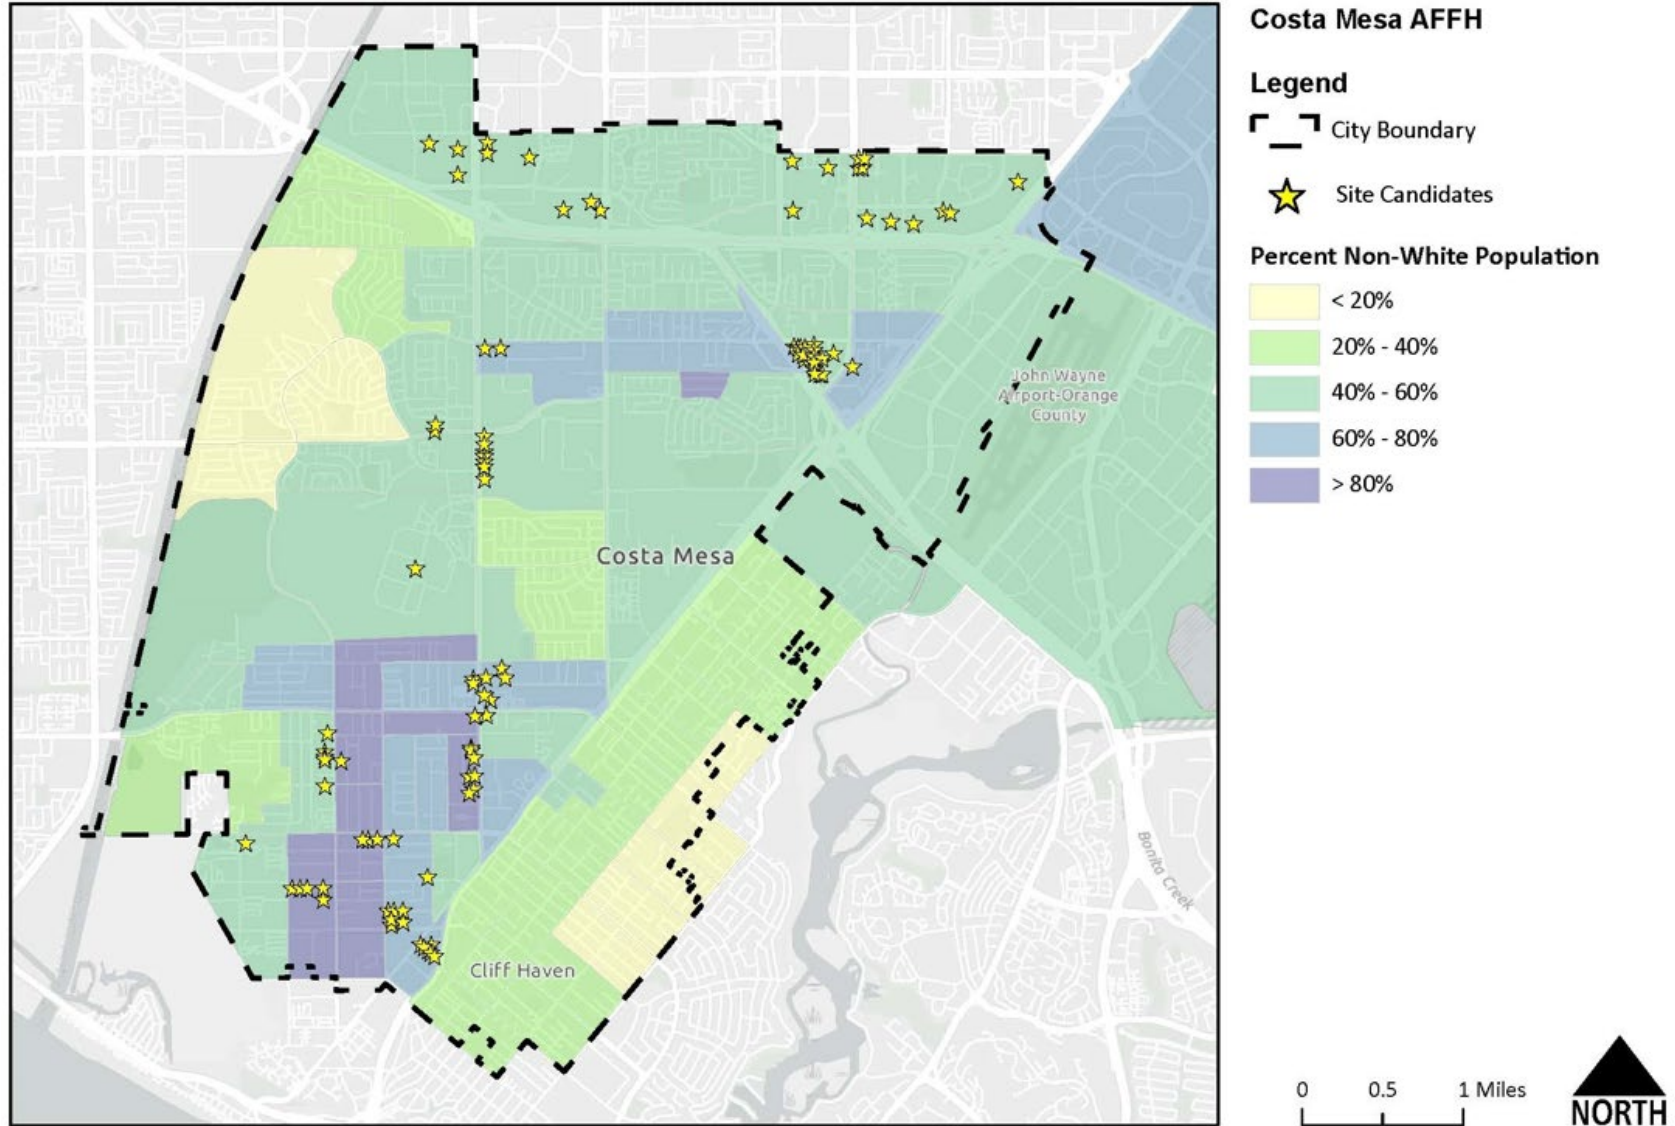 Costa Mesa AFFH
Legend
City Boundary
Site Candidates
Percent Non-White Population
< 20%
20% - 40%
40% - 60%
60% - 80%
> 80%
John Wayne
Airport-Orange
County
Costa Mesa
Bonita Creek
Cliff Haven
0 0.5 1 Miles
NORTH